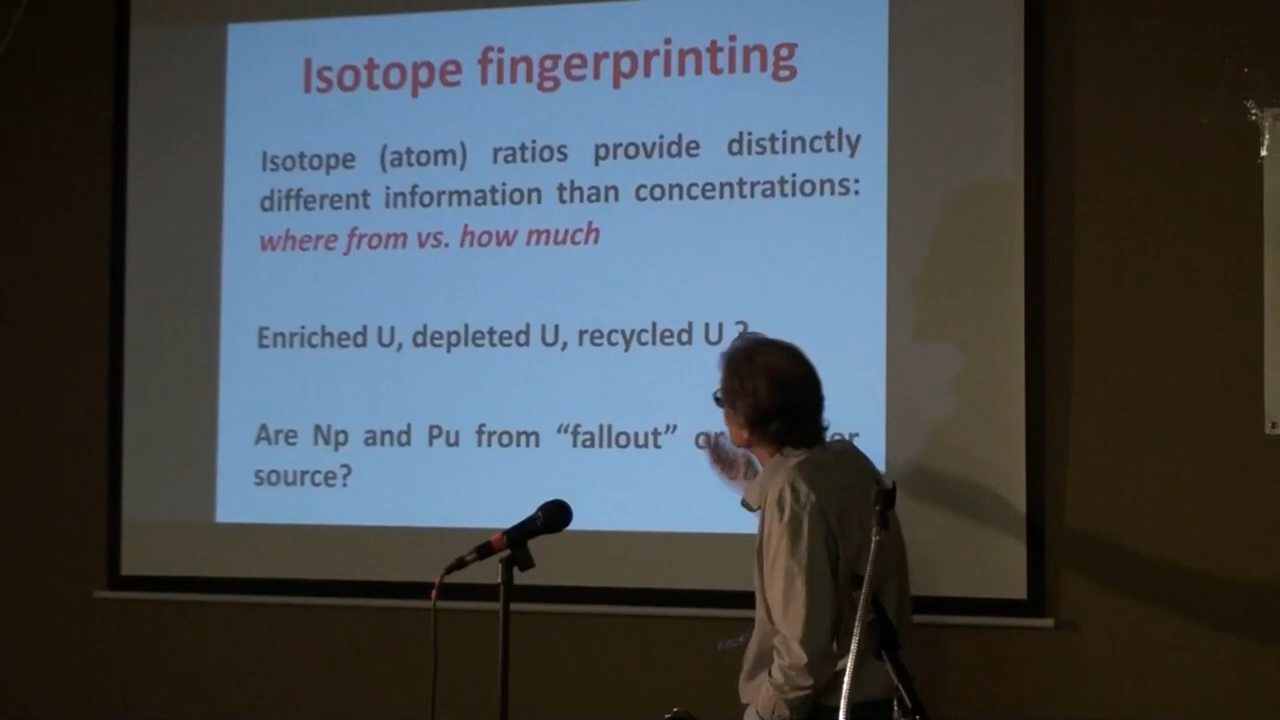 Isotope fingerprinting
Isotope (atom) ratios provide distinctly
different information than concentrations:
where from vs. how much
Enriched U, depleted U, recycled U ?
Are Np and Pu from “fallout” or
source?